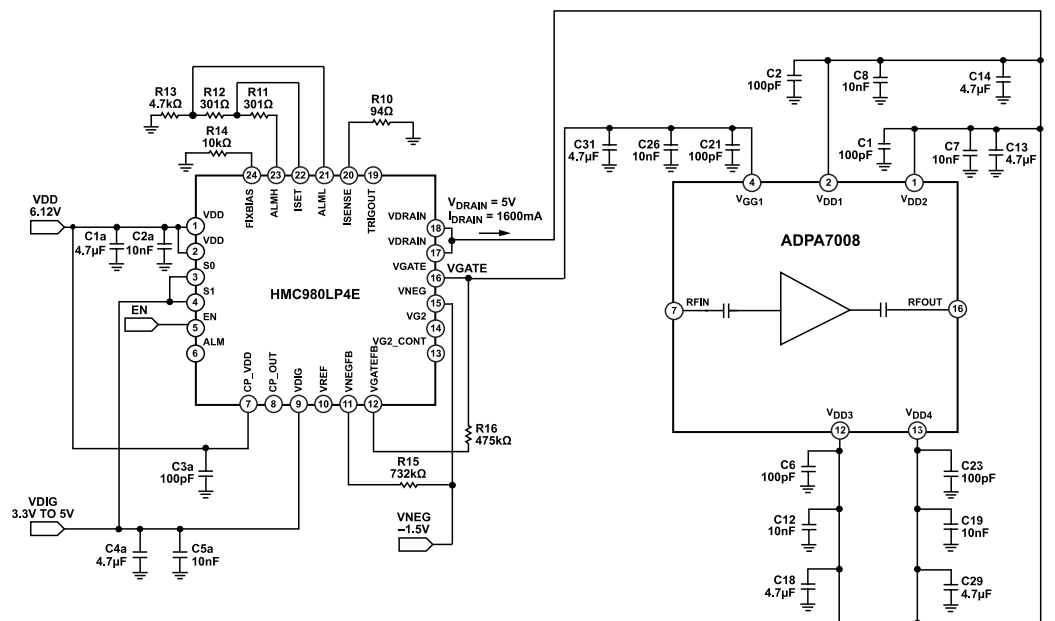 C2
100pF
C8
10nF
C14
4.7µF
R13
4.7kΩ
R12
301Ω
R11
301Ω
R10
94Ω
R14
10kΩ
C31
4.7µF
C26
10nF
C21
100pF
C1
100pF
C7
10nF
C13
4.7µF
24
23
22
21
20
19
FIXBIAS
ALMH
ISET
ALML
ISENSE
TRIGOUT
4
2
1
VGG1
VDD1
VDD2
VDD
6.12V
C1a
4.7µF
C2a
10nF
VDD
1
VDD
2
S0
3
S1
4
EN
5
ALM
6
EN
HMC980LP4E
VDRAIN
18
VDRAIN
17
VGATE
16
VNEG
15
VG2
14
VG2_CONT
13
VDRAIN = 5V
IDRAIN = 1600mA
VGATE
ADPA7008
7
RFIN
RFOUT
16
CP_VDD
CP_OUT
VDIG
VREF
VNEGFB
VGATEFB
7
8
9
10
11
12
R16
475kΩ
VDD3
VDD4
12
13
C3a
100pF
R15
732kΩ
C6
100pF
C23
100pF
VDIG
3.3V TO 5V
VNEG
–1.5V
C12
10nF
C19
10nF
C4a
4.7µF
C5a
10nF
C18
4.7µF
C29
4.7µF